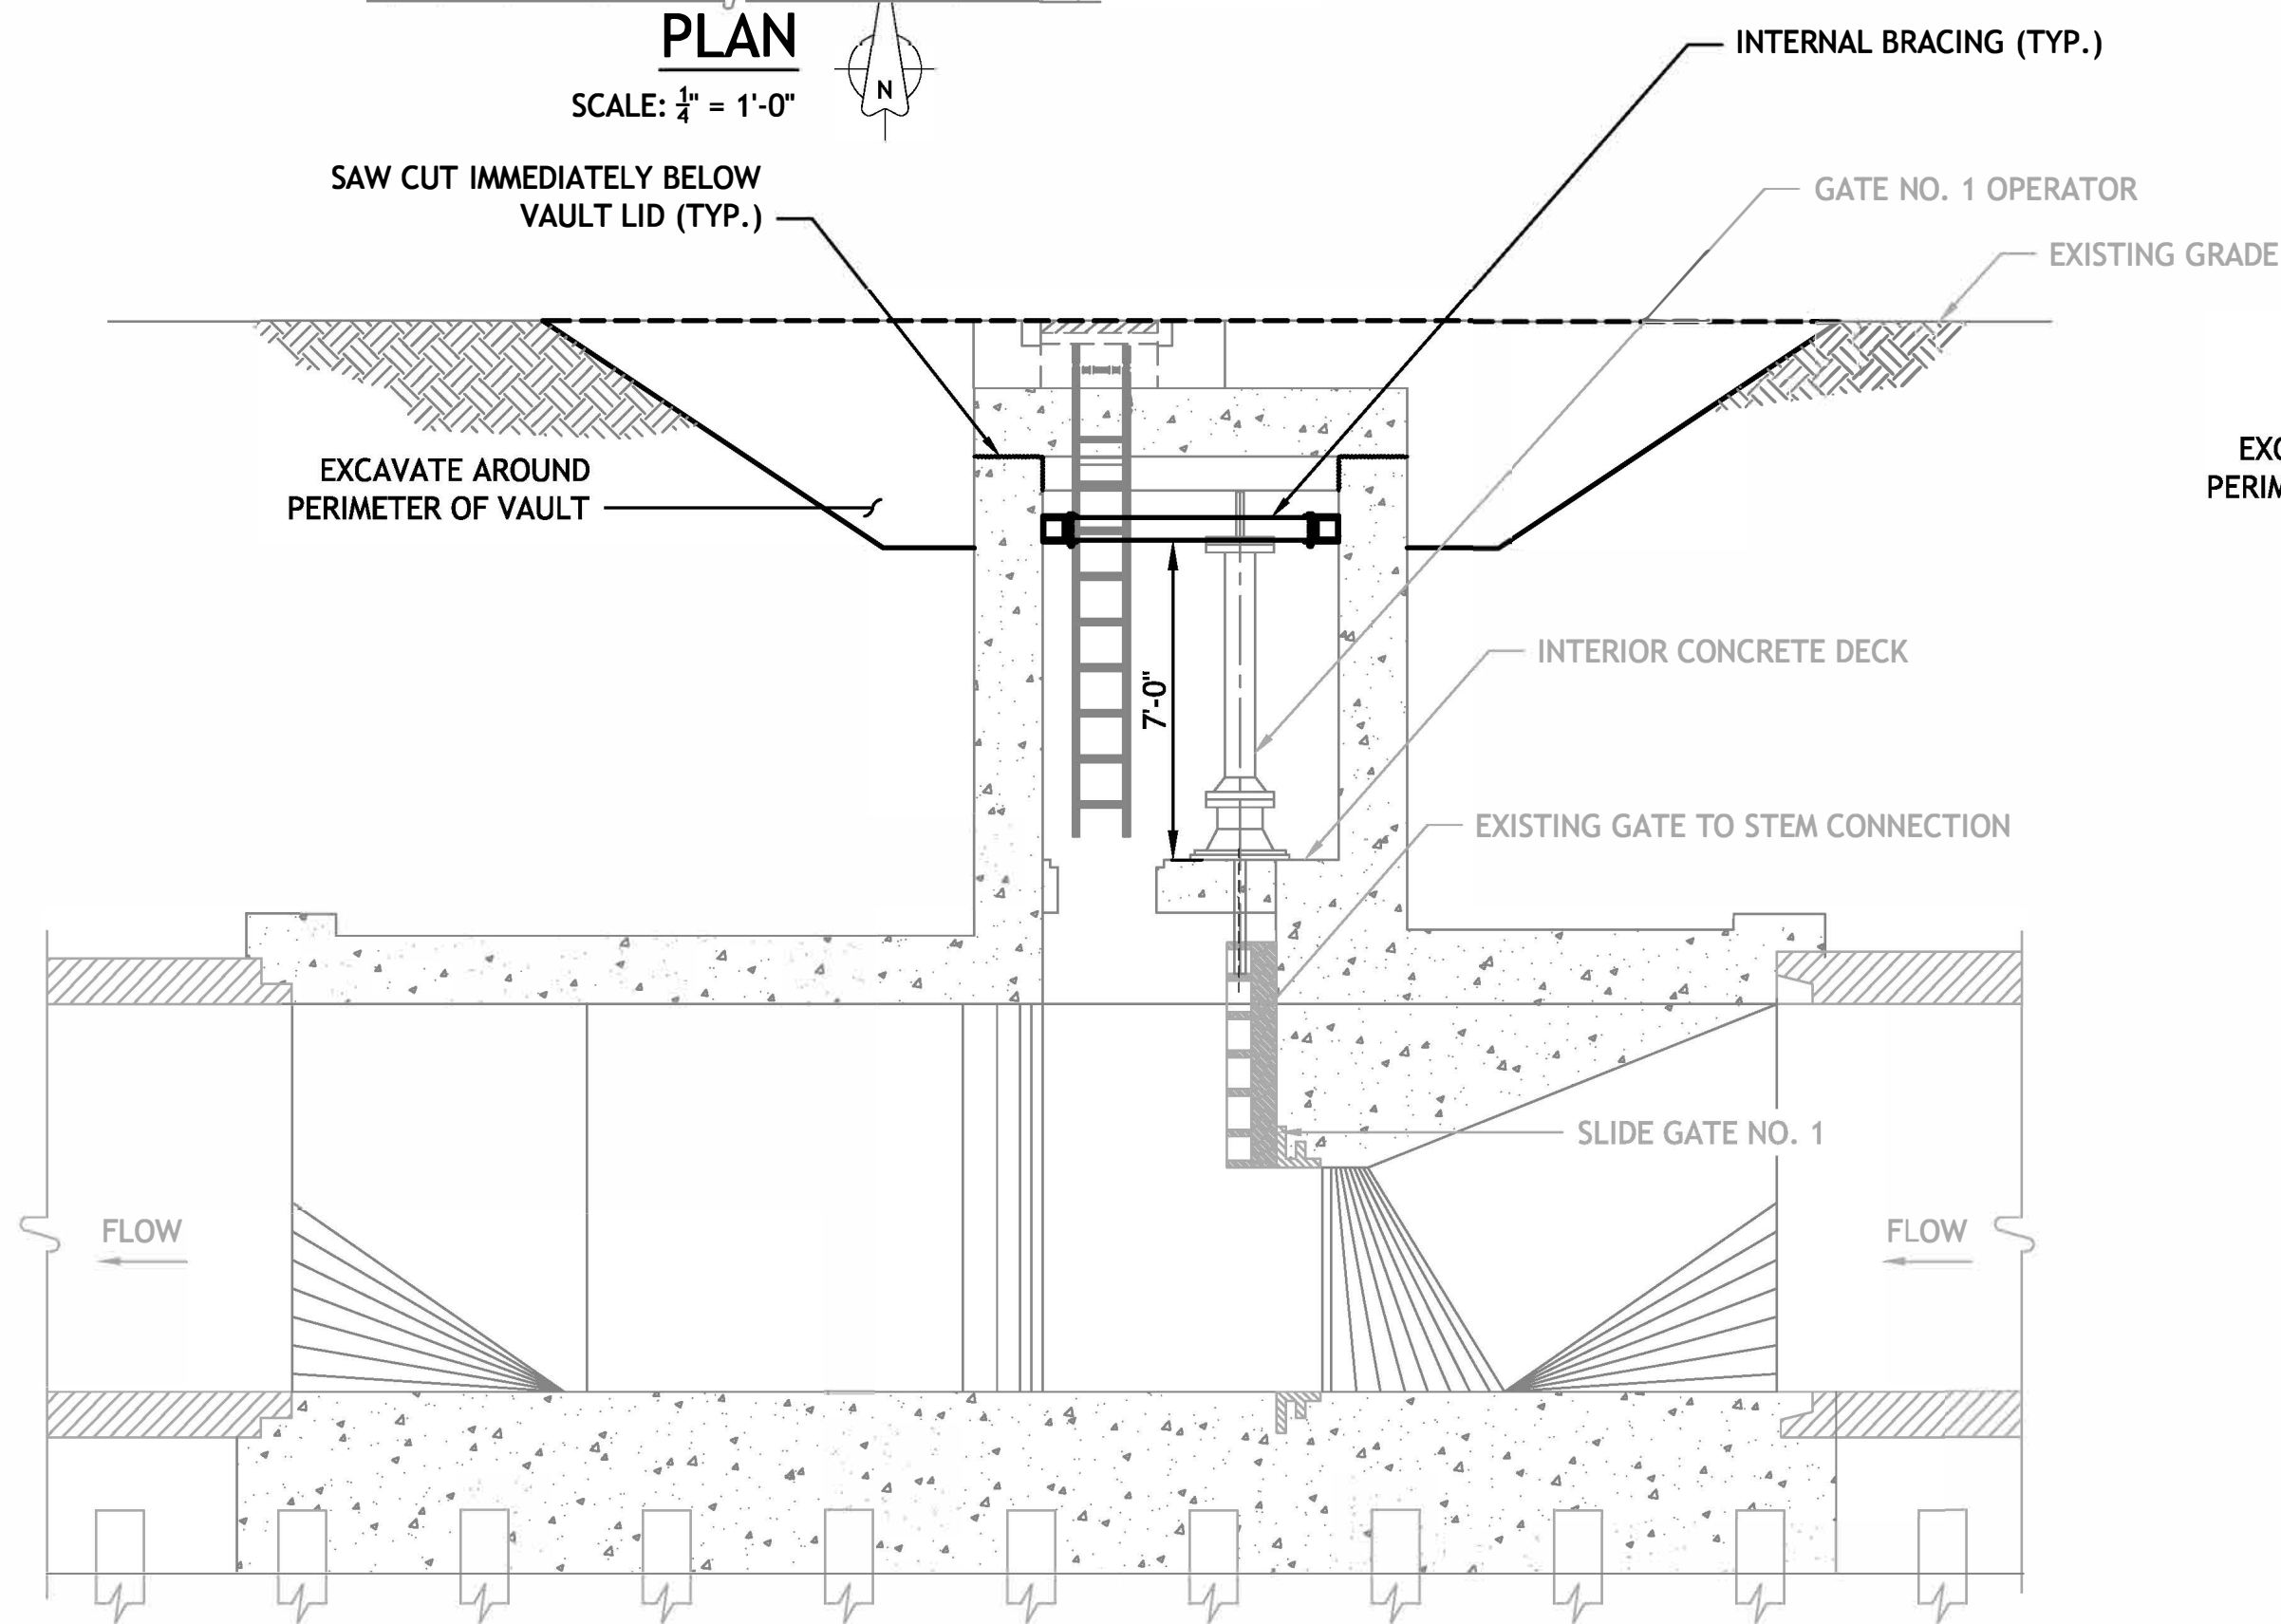 PLAN
SCALE: 1/4" = 1'-0"
N
INTERNAL BRACING (TYP.)
SAW CUT IMMEDIATELY BELOW
VAULT LID (TYP.)
GATE NO. 1 OPERATOR
EXISTING GRADE
EXCAVATE AROUND
PERIMETER OF VAULT
EXC
PERIM
7'-0"
INTERIOR CONCRETE DECK
EXISTING GATE TO STEM CONNECTION
SLIDE GATE NO. 1
FLOW
FLOW